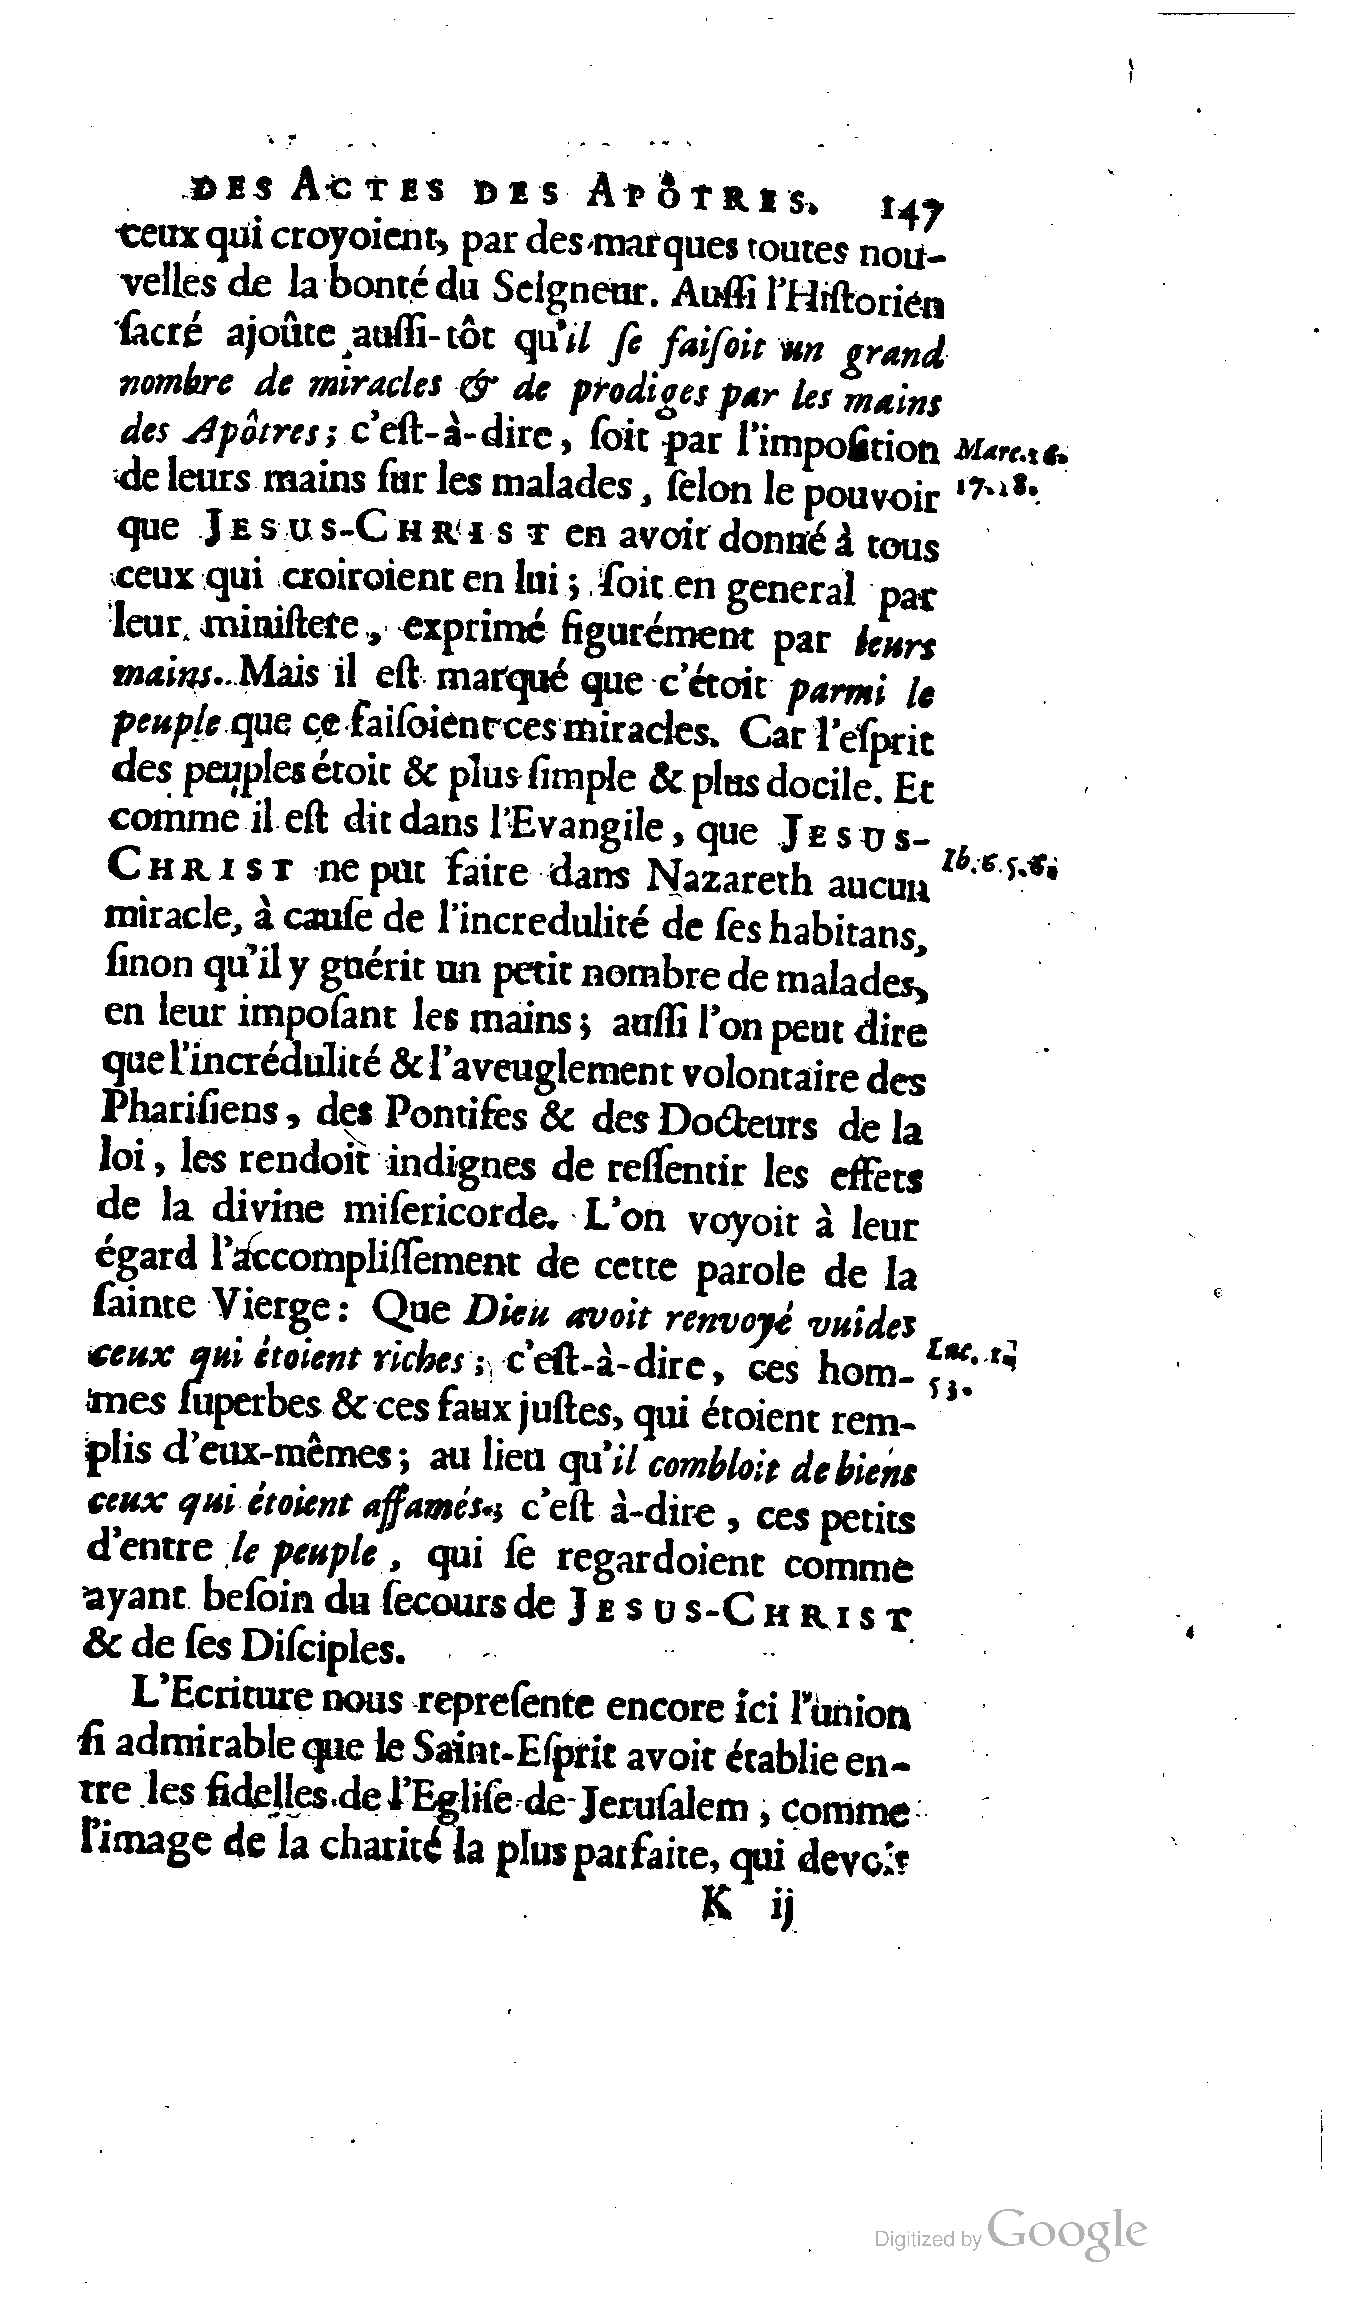 DES ACTES DES APÔTRES. 147
ceux qui croyoient, par des marques toutes nou-
velles de la bonté du Seigneur. Auſſi l'Hiſtorien
ſacré ajoûte auſſi-tôt qu'il ſe faiſoit un grand
nombre de miracles & de prodiges par les mains
des Apôtres; c'eſt-à-dire, ſoit par l'impoſition
Marc. 16.
de leurs mains ſur les malades, ſelon le pouvoir
17. 18.
que JESUS-CHRIST en avoit donné à tous
ceux qui croiroient en lui; ſoit en general par
leur miniſtere, exprimé figurément par leurs
mains. Mais il eſt marqué que c'étoit parmi le
peuple que ce faiſoient ces miracles. Car l'eſprit
des peuples étoit & plus ſimple & plus docile. Et
comme il eſt dit dans l'Evangile, que JESUS-
Ib. 6. 5. 6.
CHRIST ne put faire dans Nazareth aucun
miracle, à cauſe de l'incredulité de ſes habitans,
ſinon qu'il y guérit un petit nombre de malades,
en leur impoſant les mains; auſſi l'on peut dire
que l'incrédulité & l'aveuglement volontaire des
Phariſiens, des Pontifes & des Docteurs de la
loi, les rendoit indignes de reſſentir les effets
de la divine miſericorde. L'on voyoit à leur
égard l'accompliſſement de cette parole de la
ſainte Vierge: Que Dieu avoit renvoyé vuides
Luc. 1.
ceux qui étoient riches; c'eſt-à-dire, ces hom-
53.
mes ſuperbes & ces faux juſtes, qui étoient rem-
plis d'eux-mêmes; au lieu qu'il combloit de biens
ceux qui étoient affamés; c'eſt à-dire, ces petits
d'entre le peuple, qui ſe regardoient comme
ayant beſoin du ſecours de JESUS-CHRIST
& de ſes Diſciples.
L'Ecriture nous repreſente encore ici l'union
ſi admirable que le Saint-Eſprit avoit établie en-
tre les fidelles de l'Egliſe de Jeruſalem, comme
l'image de la charité la plus parfaite, qui devoit
K ij
Digitized by Google